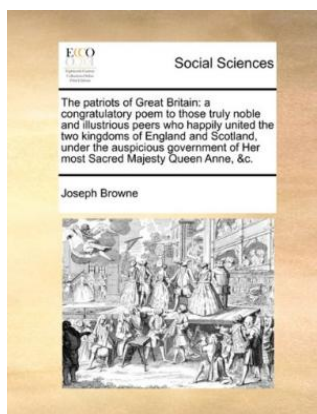 ECCO
Social Sciences
The patriots of Great Britain: a
congratulatory poem to those truly noble
and illustrious peers who happily united the
two kingdoms of England and Scotland,
under the auspicious government of Her
most Sacred Majesty Queen Anne, &c.
Joseph Browne